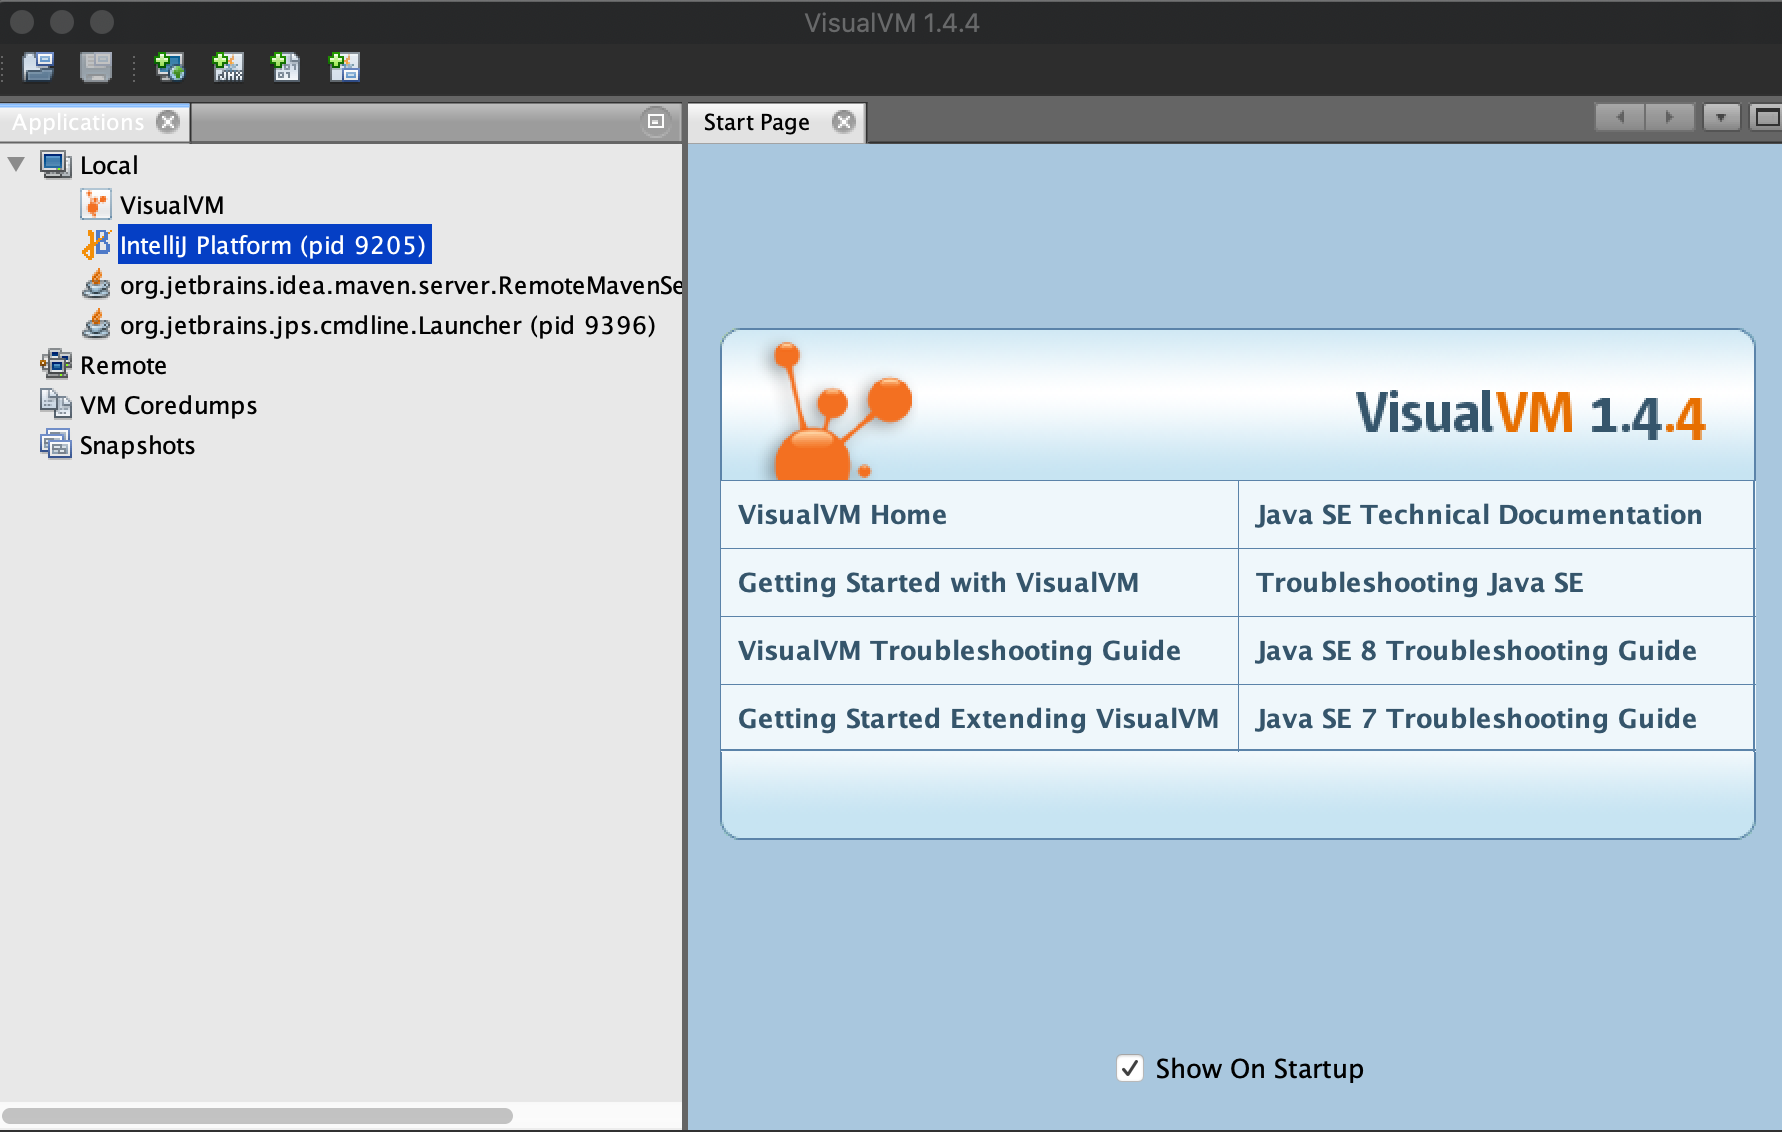 VisualVM 1.4.4
JMX
Applications
Start Page
Local
VisualVM
IntelliJ Platform (pid 9205)
org.jetbrains.idea.maven.server.RemoteMavenSe
org.jetbrains.jps.cmdline.Launcher (pid 9396)
Remote
VM Coredumps
Snapshots
VisualVM 1.4.4
VisualVM Home
Java SE Technical Documentation
Getting Started with VisualVM
Troubleshooting Java SE
VisualVM Troubleshooting Guide
Java SE 8 Troubleshooting Guide
Getting Started Extending VisualVM
Java SE 7 Troubleshooting Guide
Show On Startup